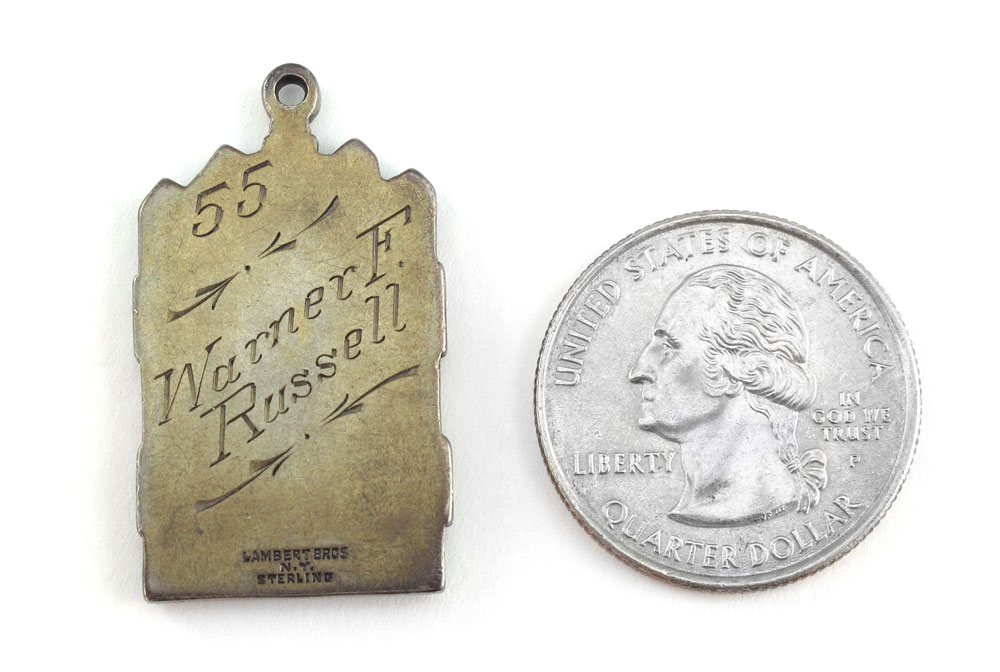 55
Warner F.
Russell
LAMBERT BROS
N.Y.
STERLING
UNITED STATES OF AMERICA
IN
GOD WE
TRUST
P
LIBERTY
QUARTER DOLLAR